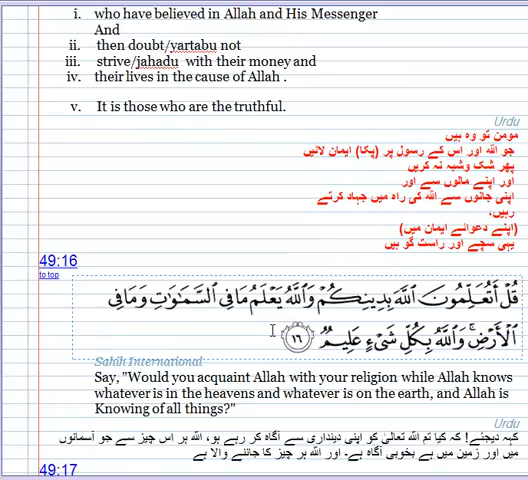 i. who have believed in Allah and His Messenger
And
ii. then doubt/yartabu not
iii. strive/jahadu with their money and
iv. their lives in the cause of Allah .
v. It is those who are the truthful.
Urdu
مومن تو وہ ہیں
جو اللہ اور اس کے رسول پر (پکا) ایمان لائیں
پھر شک وشبہ نہ کریں
اور اپنے مالوں سے اور
اپنی جانوں سے اللہ کی راہ میں جہاد کرتے
رہیں،
(اپنے دعوائے ایمان میں)
یہی سچے اور راست گو ہیں
49:16
to top
قُلْ أَتُعَلِّمُونَ ٱللَّهَ بِدِينِكُمْ وَٱللَّهُ يَعْلَمُ مَا فِى ٱلسَّمَٰوَٰتِ وَمَا فِى
ٱلْأَرْضِ ۚ وَٱللَّهُ بِكُلِّ شَىْءٍ عَلِيمٌ ١٦
Sahih International
Say, "Would you acquaint Allah with your religion while Allah knows
whatever is in the heavens and whatever is on the earth, and Allah is
Knowing of all things?"
Urdu
کہہ دیجئے! کہ کیا تم اللہ تعالیٰ کو اپنی دینداری سے آگاہ کر رہے ہو، اللہ ہر اس چیز سے جو آسمانوں
میں اور زمین میں ہے بخوبی آگاہ ہے۔ اور اللہ ہر چیز کا جاننے والا ہے
49:17